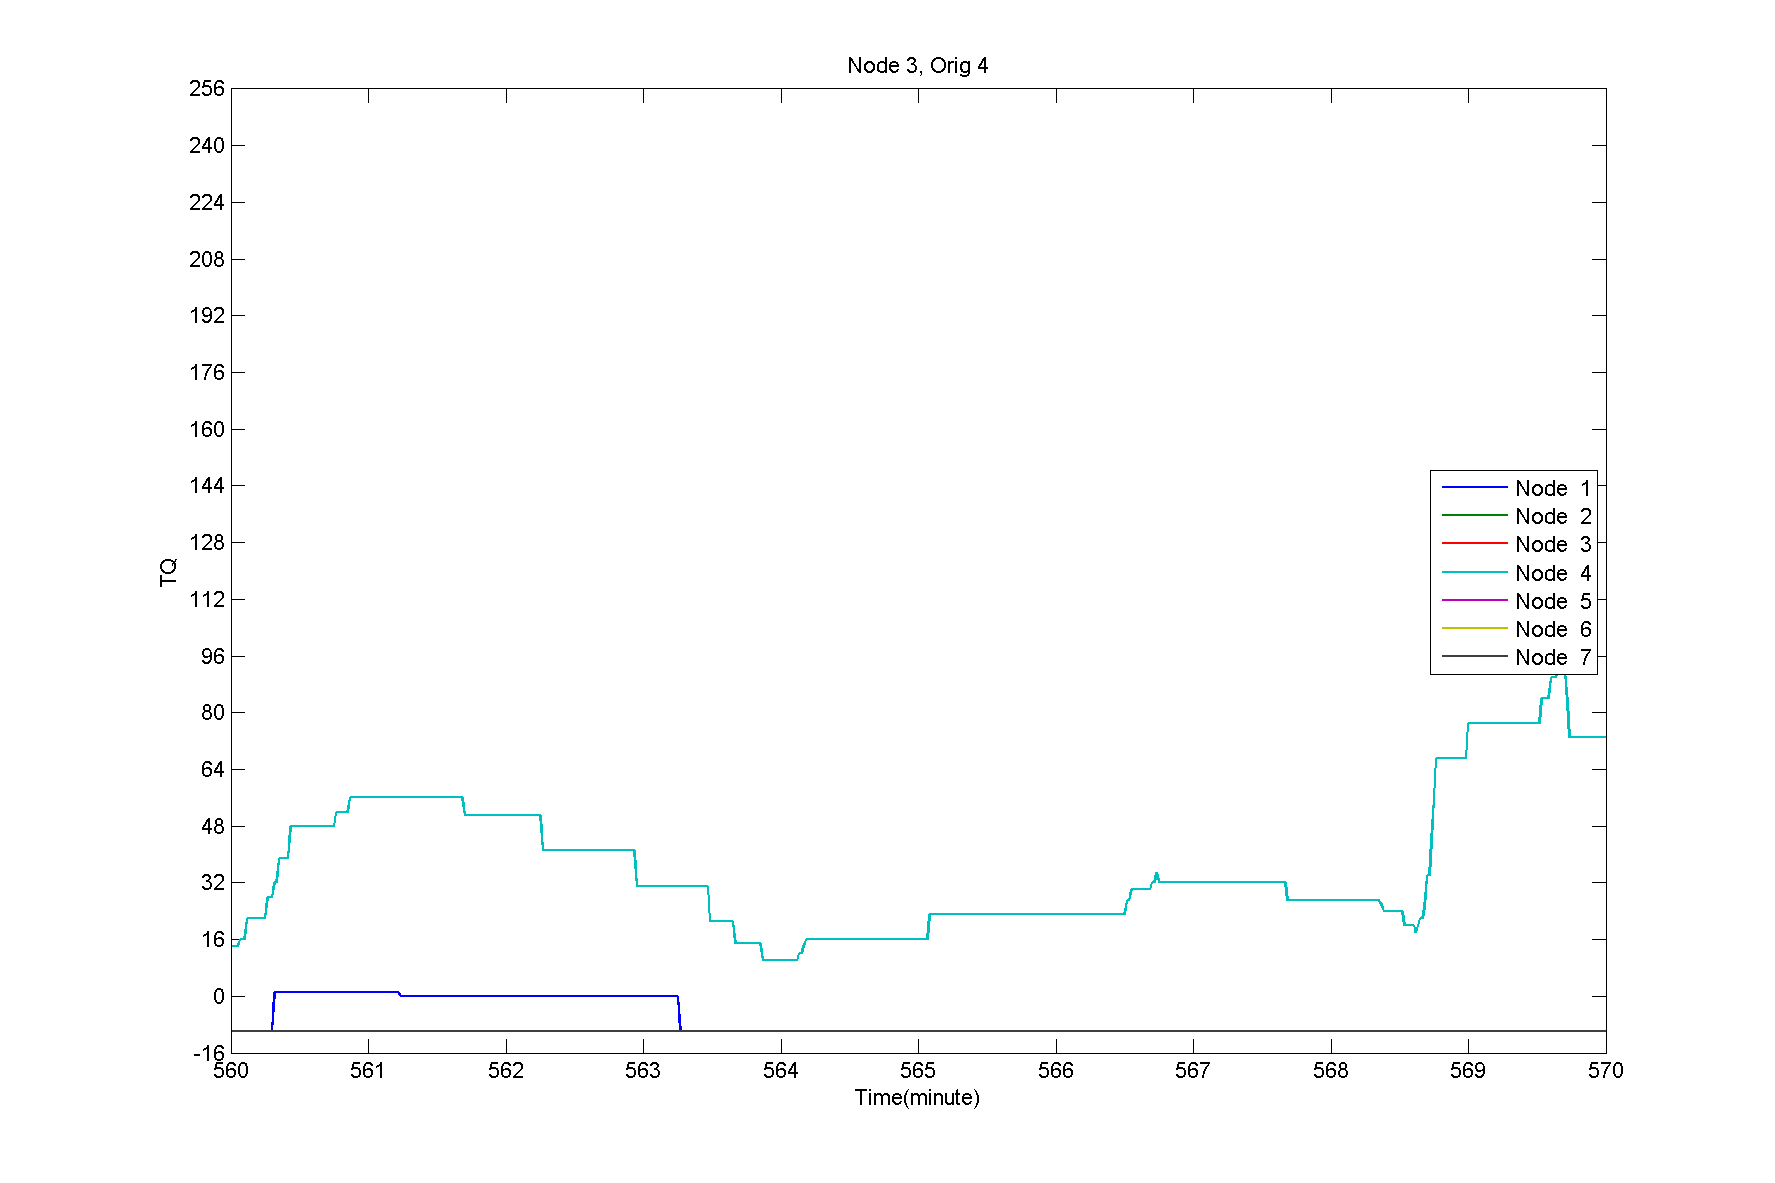 Node 3, Orig 4
256
240
224
208
192
176
160
144
128
112
96
80
64
48
32
16
0
-16
TQ
Node 1
Node 2
Node 3
Node 4
Node 5
Node 6
Node 7
560 561 562 563 564 565 566 567 568 569 570
Time(minute)